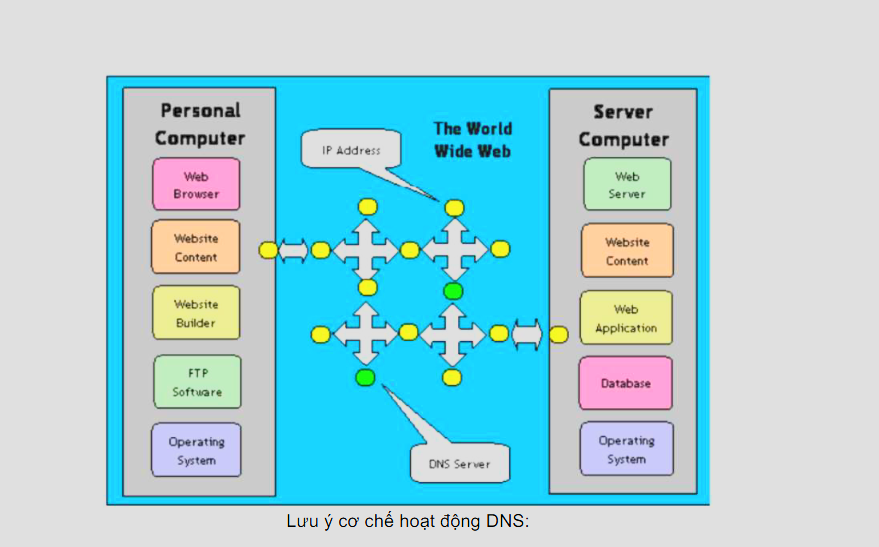 Personal
Computer
Web
Browser
Website
Content
Website
Builder
FTP
Software
Operating
System
IP Address
The World
Wide Web
DNS Server
Server
Computer
Web
Server
Website
Content
Web
Application
Database
Operating
System
Lưu ý cơ chế hoạt động DNS: